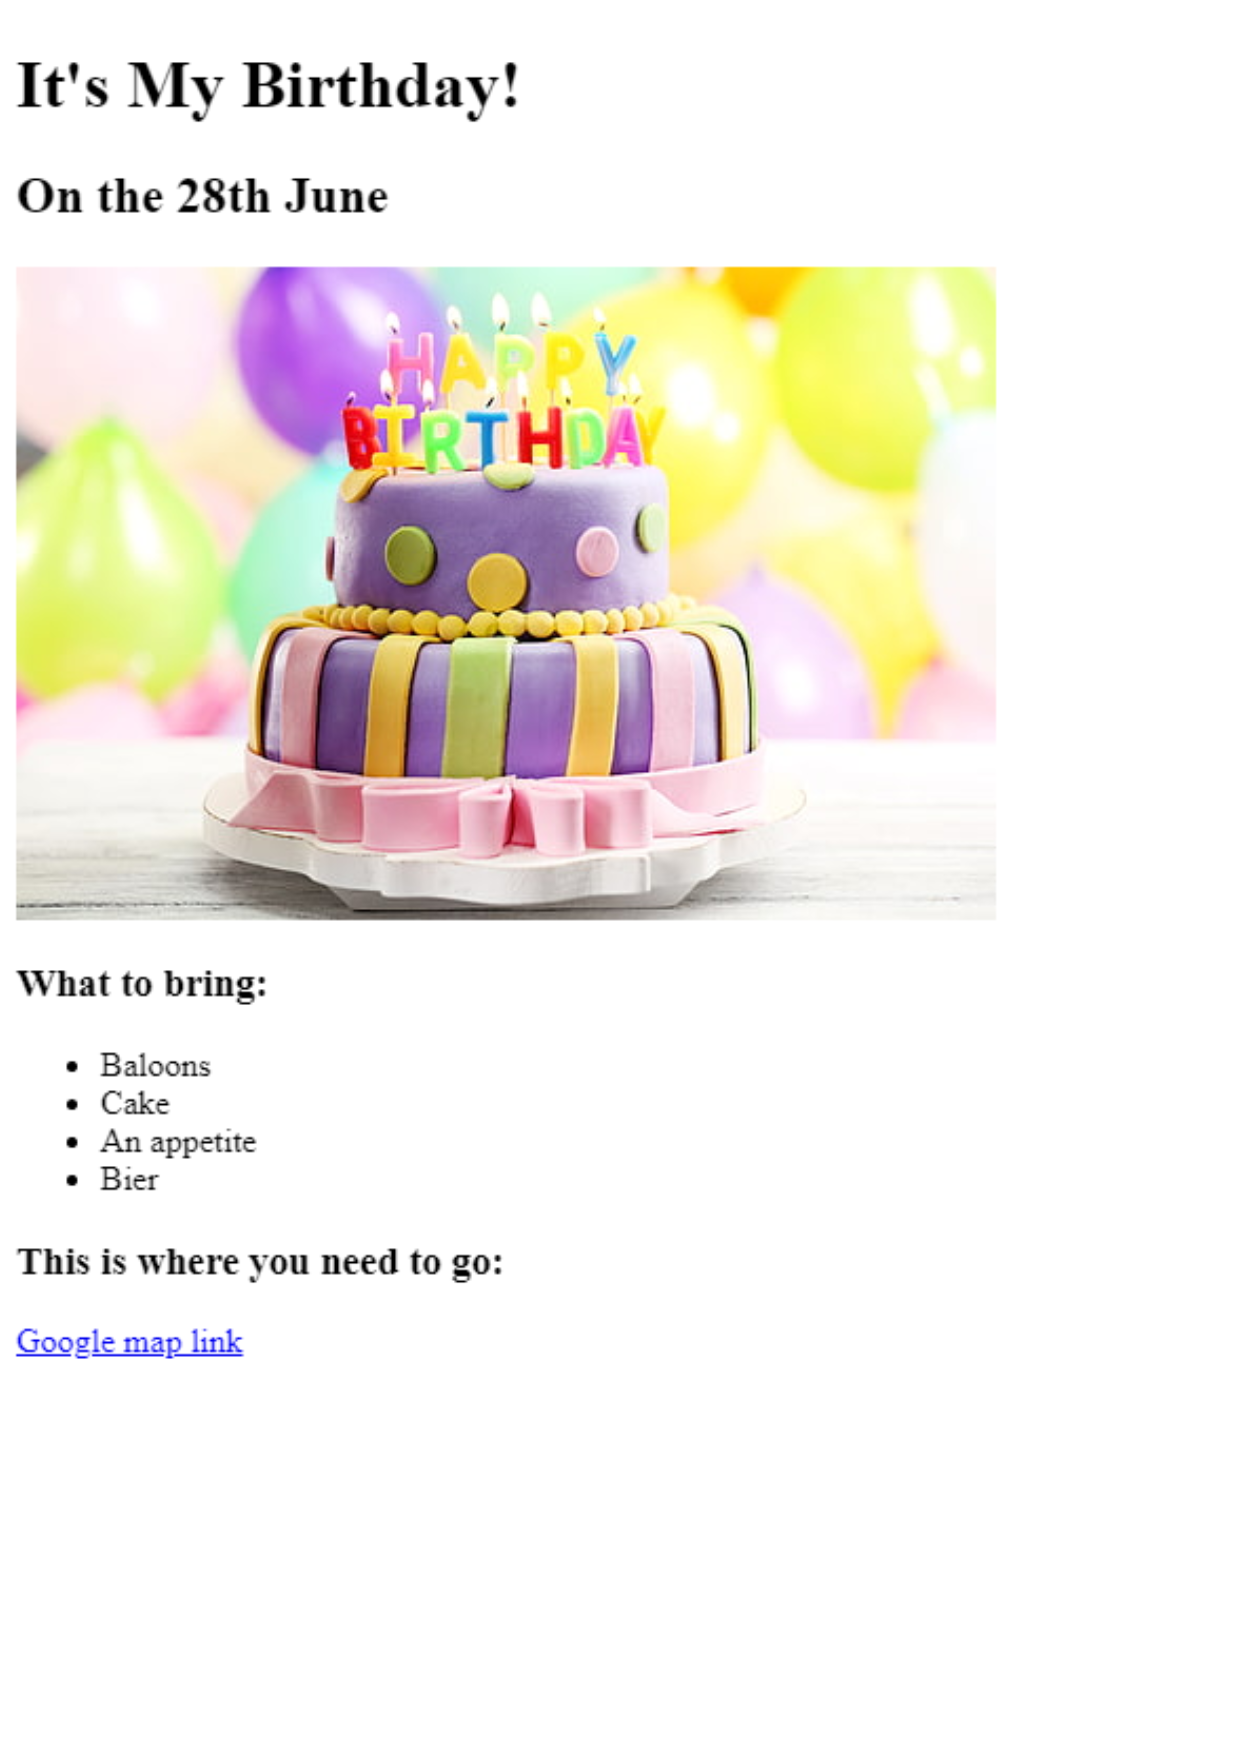 It's My Birthday!
On the 28th June
HAPPY
BIRTHDAY
What to bring:
Baloons
Cake
An appetite
Bier
This is where you need to go:
Google map link